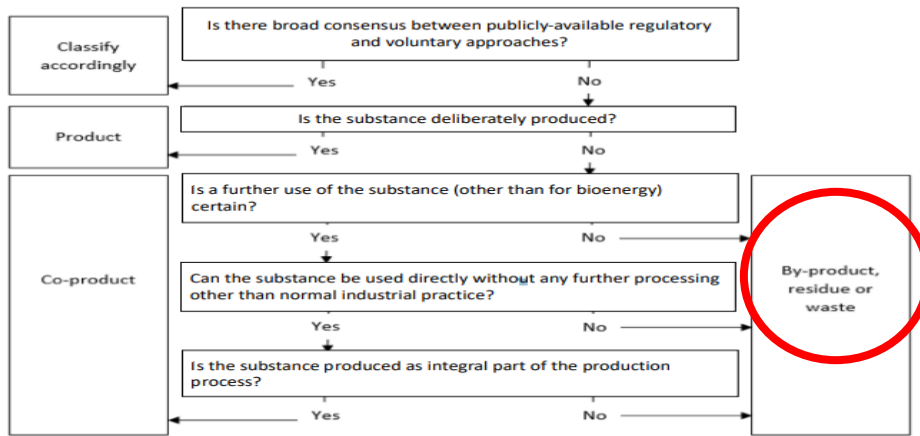 Is there broad consensus between publicly-available regulatory
and voluntary approaches?
Classify
accordingly
Yes
No
Is the substance deliberately produced?
Product
Yes
No
Is a further use of the substance (other than for bioenergy)
certain?
Yes
No
Co-product
Can the substance be used directly without any further processing
other than normal industrial practice?
By-product,
residue or
waste
Yes
No
Is the substance produced as integral part of the production
process?
Yes
No